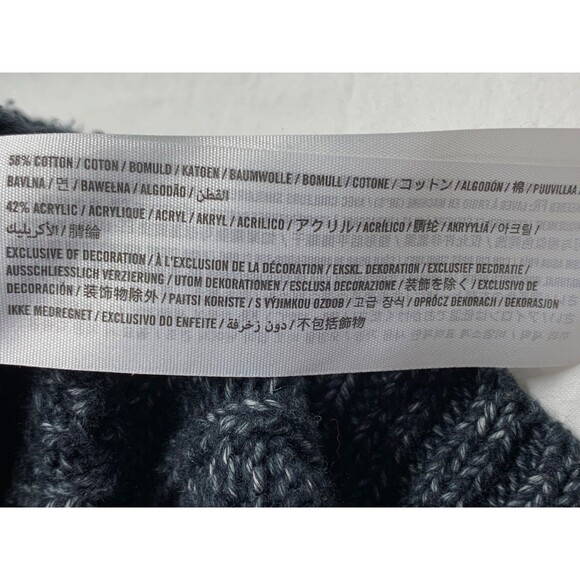 58% COTTON / COTON / BOMULD / KATOEN / BAUMWOLLE / BOMULL / COTONE / コットン / ALGODÓN / 棉 / PUUVILLAA
BAVLNA / 면 / BAWEŁNA / ALGODÃO / القطن /
42% ACRYLIC / ACRYLIQUE / ACRYL / AKRYL / ACRILICO / アクリル / ACRÍLICO / 腈纶 / AKRYYLIÄ / 아크릴 /
الأكريليك / 腈綸
EXCLUSIVE OF DECORATION / À L'EXCLUSION DE LA DÉCORATION / EKSKL. DEKORATION / EXCLUSIEF DECORATIE /
AUSSCHLIESSLICH VERZIERUNG / UTOM DEKORATIONEN / ESCLUSA DECORAZIONE / 装飾を除く / EXCLUSIVO DE
DECORACIÓN / 装饰物除外 / PAITSI KORISTE / S VÝJIMKOU OZDOB / 고급 장식 / OPRÓCZ DEKORACH / DEKORASJON
IKKE MEDREGNET / EXCLUSIVO DO ENFEITE / دون زخرفة / 不包括飾物